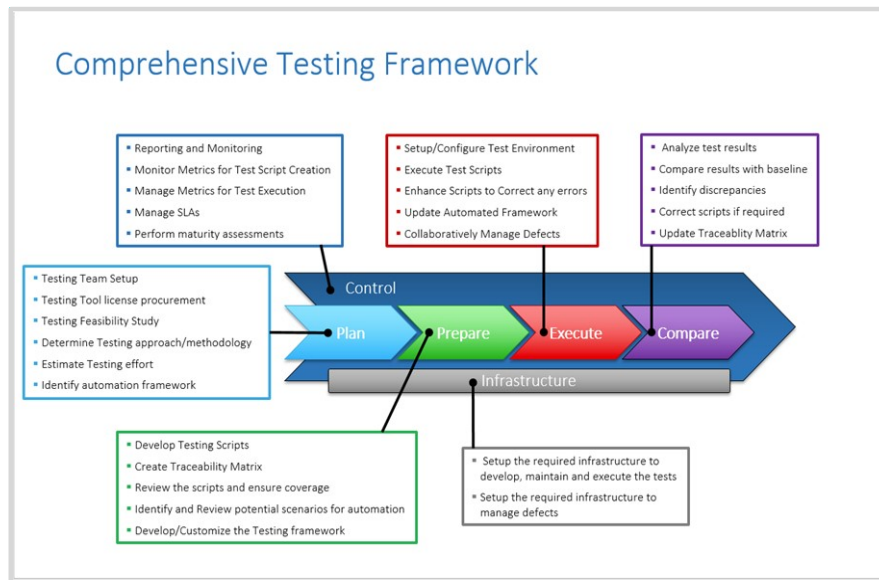 Comprehensive Testing Framework
Reporting and Monitoring
Monitor Metrics for Test Script Creation
Manage Metrics for Test Execution
Manage SLAs
Perform maturity assessments
Setup/Configure Test Environment
Execute Test Scripts
Enhance Scripts to Correct any errors
Update Automated Framework
Collaboratively Manage Defects
Analyze test results
Compare results with baseline
Identify discrepancies
Correct scripts if required
Update Traceablity Matrix
Testing Team Setup
Testing Tool license procurement
Testing Feasibility Study
Determine Testing approach/methodology
Estimate Testing effort
Identify automation framework
Control
Plan
Prepare
Execute
Compare
Infrastructure
Develop Testing Scripts
Create Traceability Matrix
Review the scripts and ensure coverage
Identify and Review potential scenarios for automation
Develop/Customize the Testing framework
Setup the required infrastructure to
develop, maintain and execute the tests
Setup the required infrastructure to
manage defects